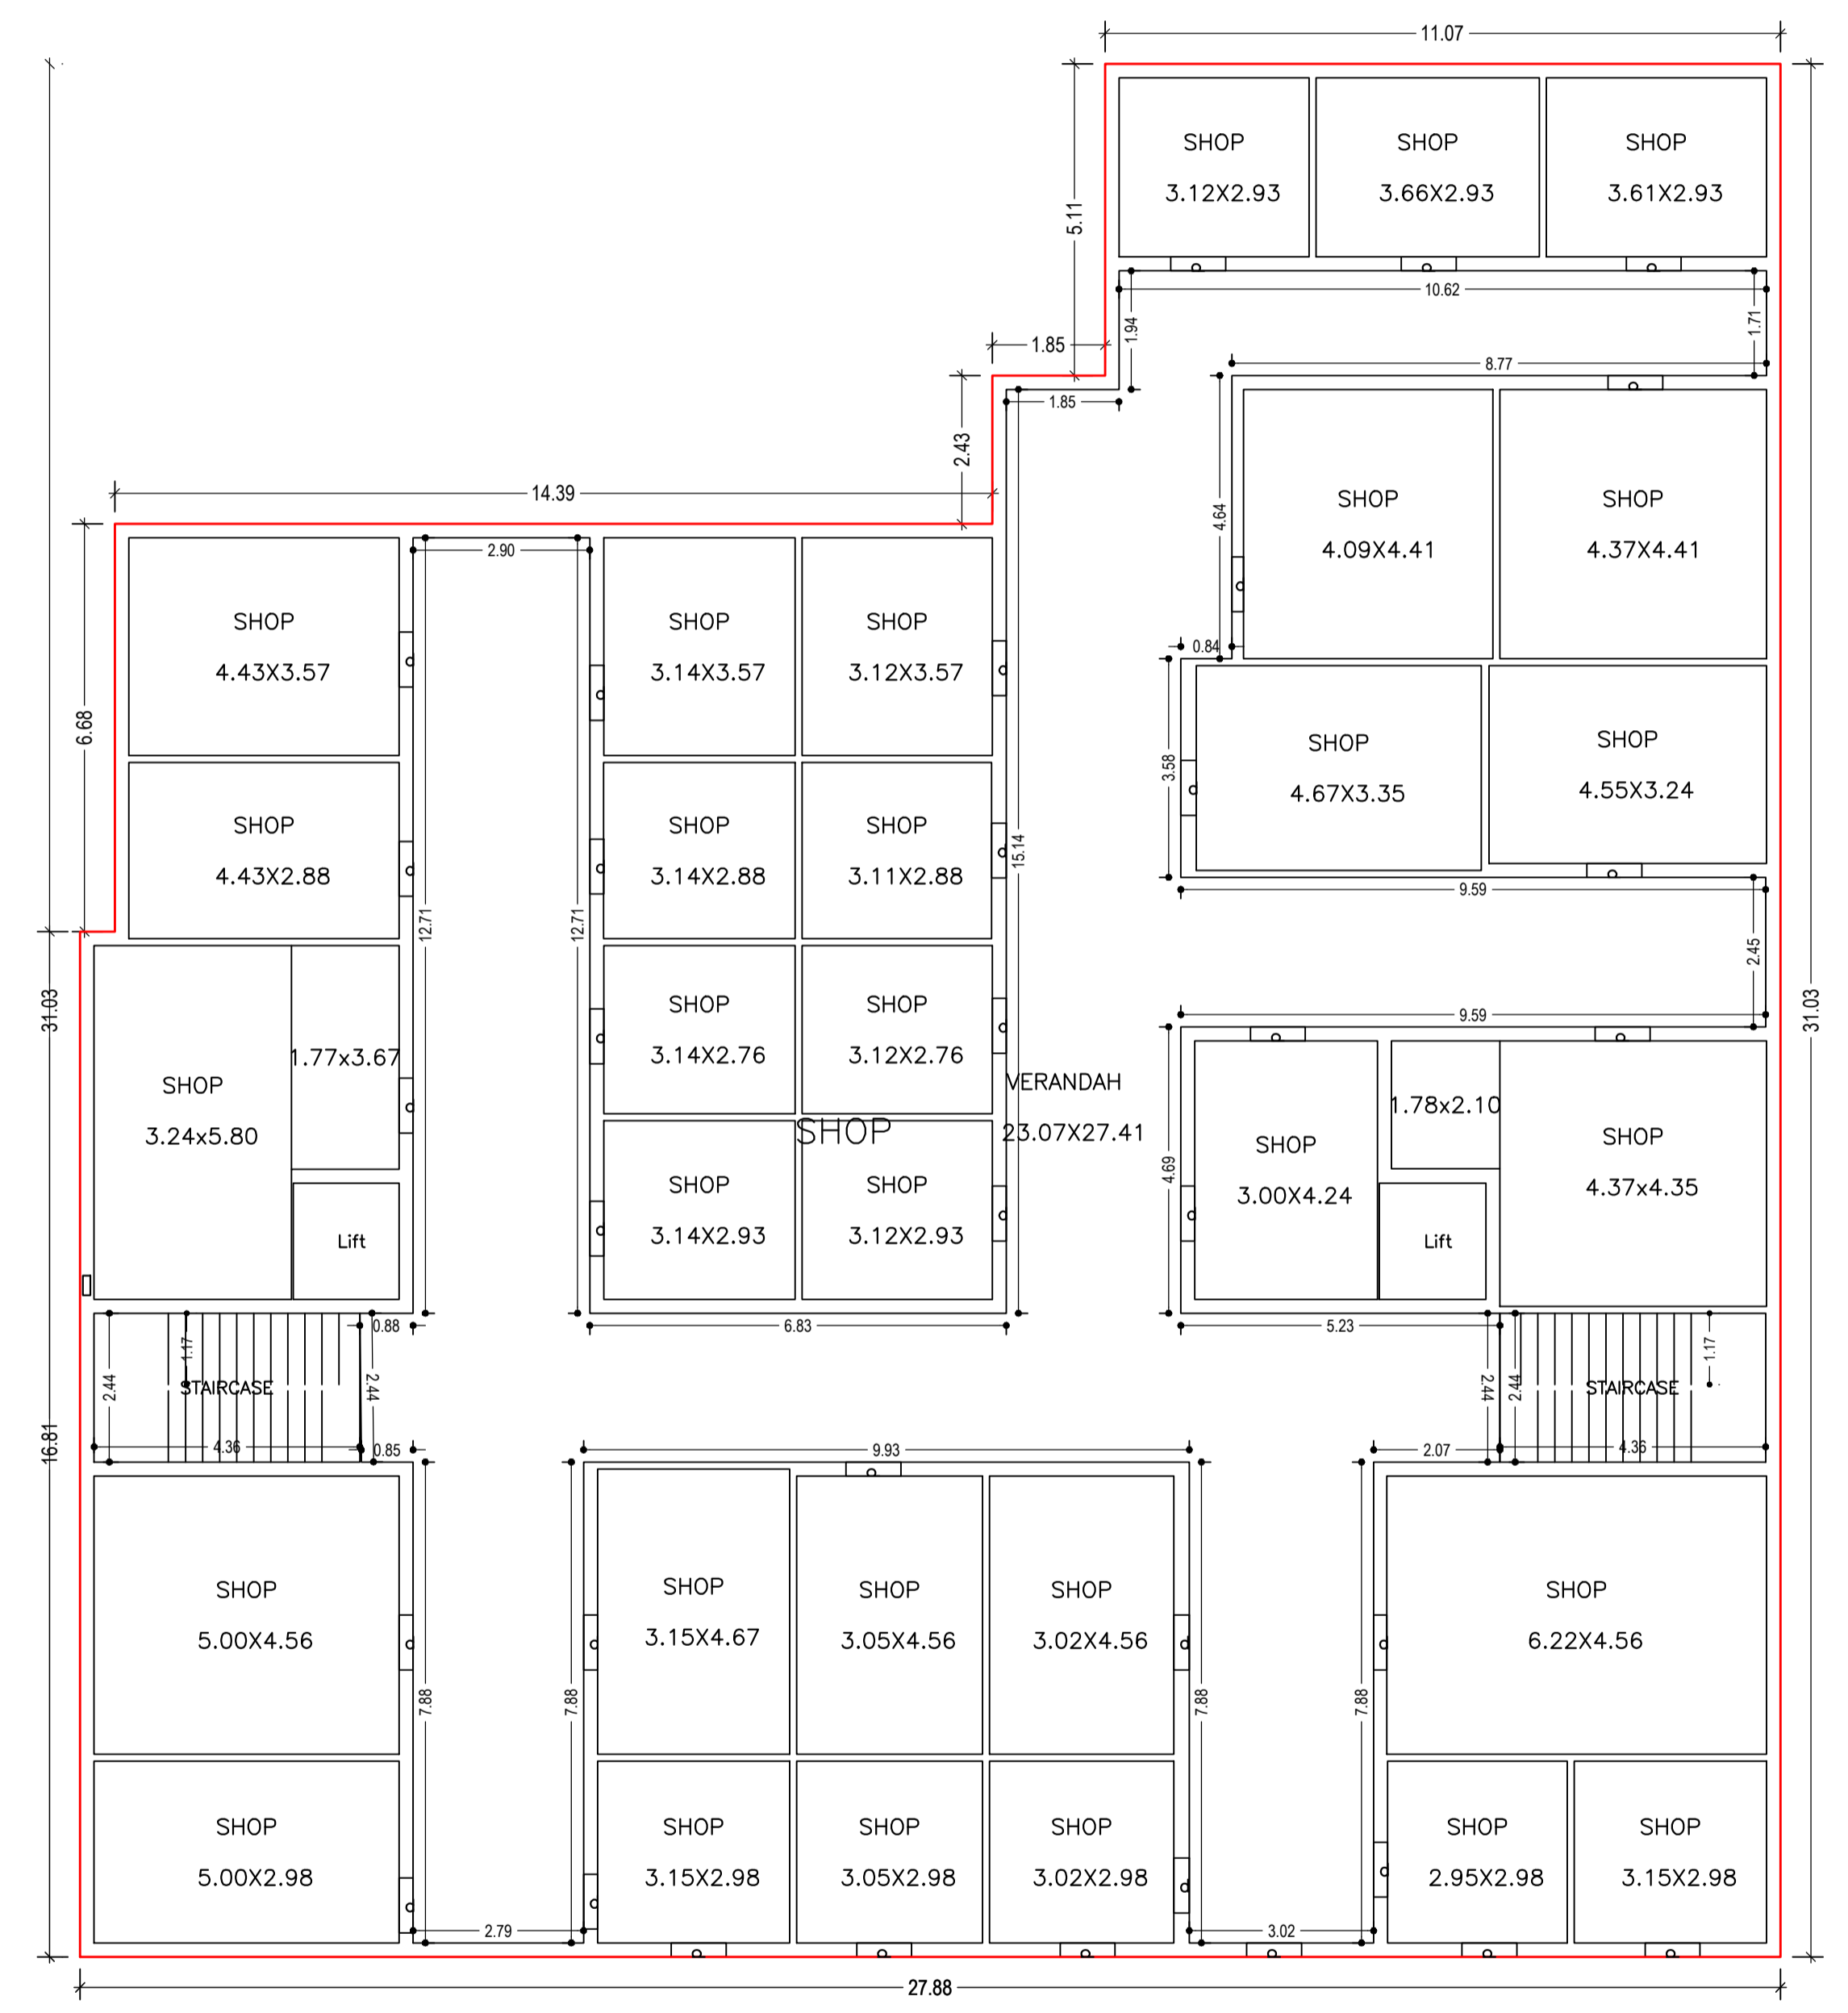 11.07
SHOP
3.12X2.93
SHOP
3.66X2.93
SHOP
3.61X2.93
5.11
10.62
1.94
1.71
1.85
8.77
1.85
2.43
14.39
4.64
SHOP
4.09X4.41
SHOP
4.37X4.41
2.90
SHOP
4.43X3.57
SHOP
3.14X3.57
SHOP
3.12X3.57
0.84
6.68
SHOP
4.67X3.35
SHOP
4.55X3.24
3.58
SHOP
4.43X2.88
SHOP
3.14X2.88
SHOP
3.11X2.88
15.14
9.59
12.71
12.71
2.45
31.03
31.03
9.59
SHOP
3.14X2.76
SHOP
3.12X2.76
1.77x3.67
SHOP
3.24x5.80
VERANDAH
23.07X27.41
SHOP
1.78x2.10
SHOP
3.00X4.24
SHOP
4.37x4.35
4.69
SHOP
3.14X2.93
SHOP
3.12X2.93
Lift
Lift
0.88
6.83
5.23
1.17
1.17
2.44
STAIRCASE
2.44
2.44
2.44
STAIRCASE
16.81
4.36
0.85
9.93
2.07
4.36
SHOP
5.00X4.56
SHOP
3.15X4.67
SHOP
3.05X4.56
SHOP
3.02X4.56
SHOP
6.22X4.56
7.88
7.88
7.88
7.88
SHOP
5.00X2.98
SHOP
3.15X2.98
SHOP
3.05X2.98
SHOP
3.02X2.98
SHOP
2.95X2.98
SHOP
3.15X2.98
2.79
3.02
27.88